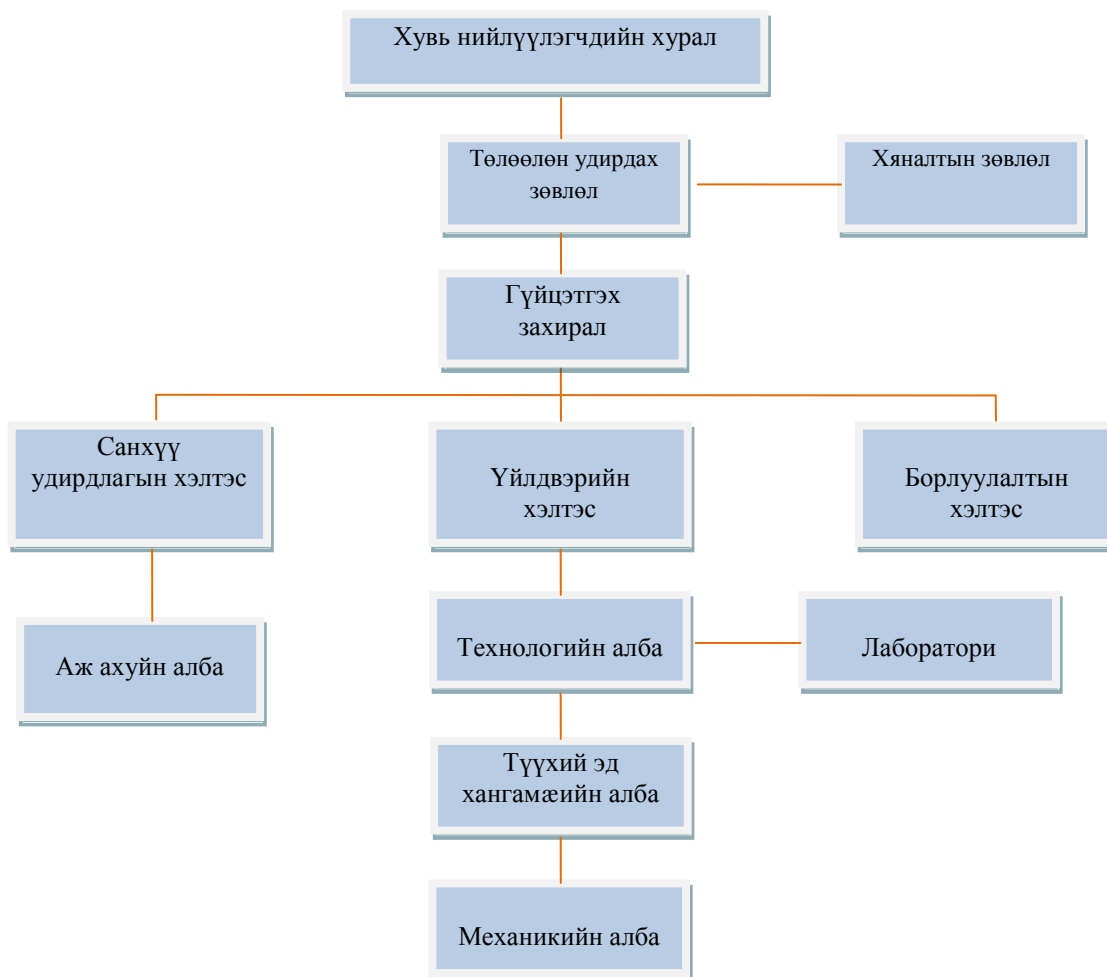 Хувь нийлүүлэгчдийн хурал
Төлөөлөн удирдах
зөвлөл
Хяналтын зөвлөл
Гүйцэтгэх
захирал
Санхүү
удирдлагын хэлтэс
Үйлдвэрийн
хэлтэс
Борлуулалтын
хэлтэс
Аж ахуйн алба
Технологийн алба
Лаборатори
Түүхий эд
хангамæийн алба
Механикийн алба